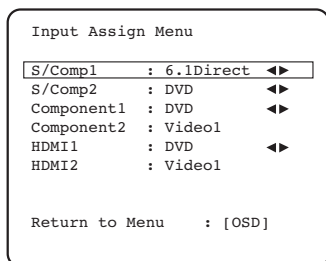 Input Assign Menu
S/Comp1 : 6.1Direct ◄►
S/Comp2 : DVD ◄►
Component1 : DVD ◄►
Component2 : Video1
HDMI1 : DVD ◄►
HDMI2 : Video1
Return to Menu : [OSD]